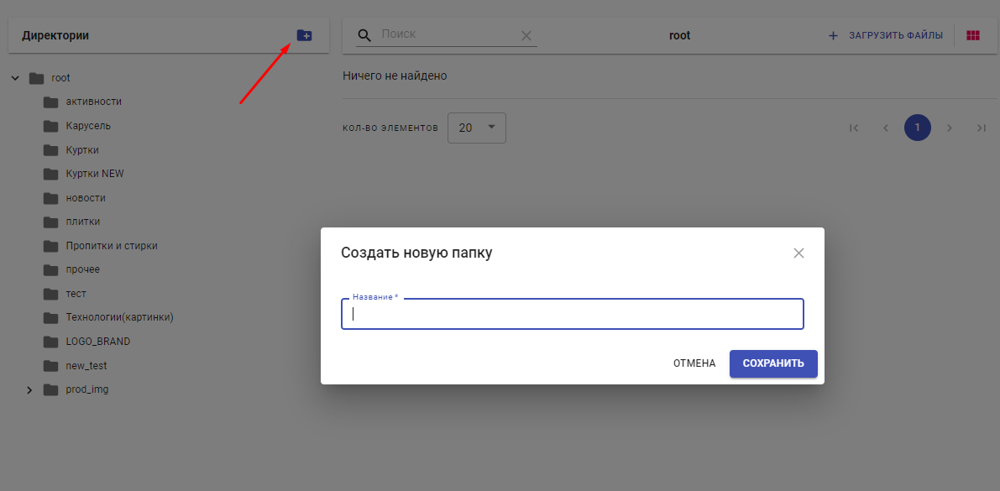 Директории
Поиск
root
ЗАГРУЗИТЬ ФАЙЛЫ
root
активности
Карусель
Куртки
Куртки NEW
новости
плитки
Пропитки и стирки
прочее
тест
Технологии(картинки)
LOGO_BRAND
new_test
prod_img
Ничего не найдено
КОЛ-ВО ЭЛЕМЕНТОВ 20
1
Создать новую папку
Название *
ОТМЕНА
СОХРАНИТЬ